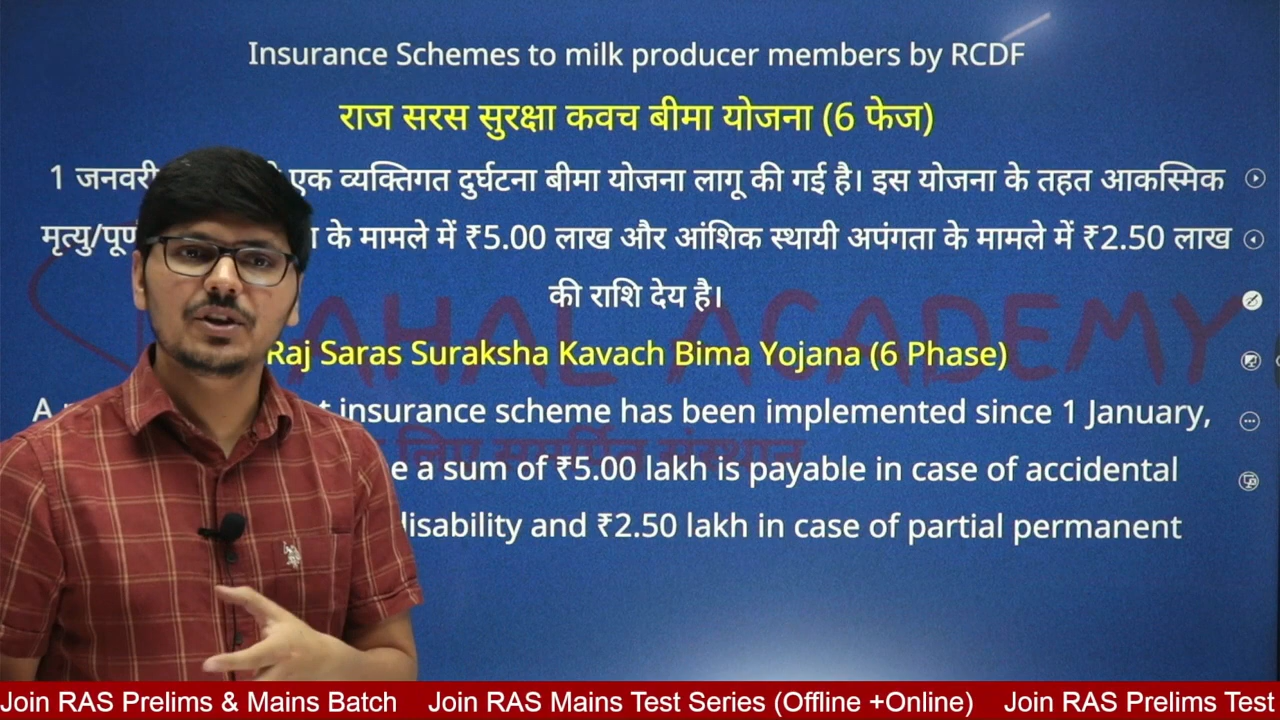 Insurance Schemes to milk producer members by RCDF
राज सरस सुरक्षा कवच बीमा योजना (6 फेज)
1 जनवरी एक व्यक्तिगत दुर्घटना बीमा योजना लागू की गई है। इस योजना के तहत आकस्मिक
मृत्यु/पूर्ण के मामले में ₹5.00 लाख और आंशिक स्थायी अपंगता के मामले में ₹2.50 लाख
की राशि देय है।
AHAL ACADEMY
Raj Saras Suraksha Kavach Bima Yojana (6 Phase)
A insurance scheme has been implemented since 1 January,
लिए समर्पित संस्थान
a sum of ₹5.00 lakh is payable in case of accidental
disability and ₹2.50 lakh in case of partial permanent
Join RAS Prelims & Mains Batch Join RAS Mains Test Series (Offline +Online) Join RAS Prelims Test